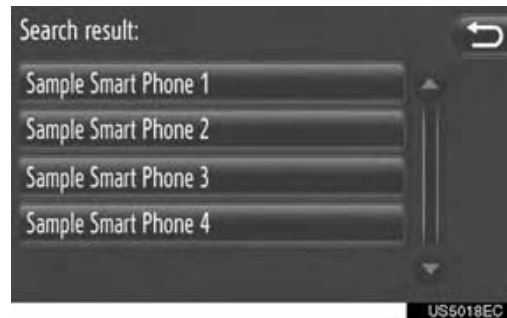 Search result:
Sample Smart Phone 1
Sample Smart Phone 2
Sample Smart Phone 3
Sample Smart Phone 4
US5018EC